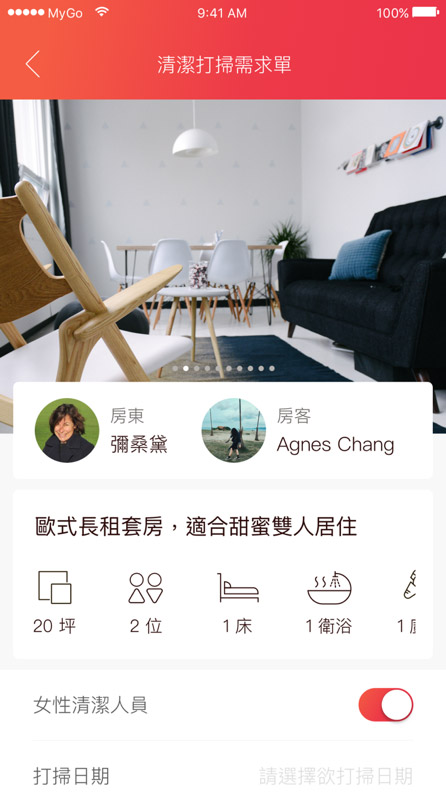 MyGo 9:41 AM 100%
清潔打掃需求單
房東 房客
彌桑黛 Agnes Chang
歐式長租套房，適合甜蜜雙人居住
20 坪 2 位 1 床 1 衛浴 1
女性清潔人員
打掃日期 請選擇欲打掃日期